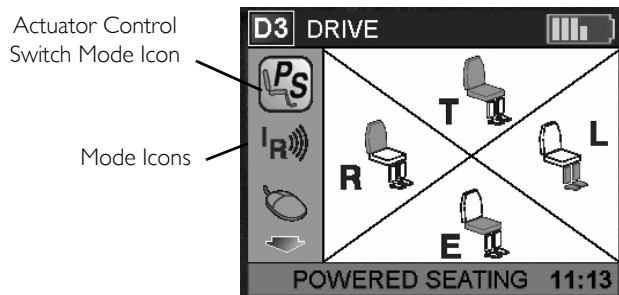 Actuator Control
Switch Mode Icon
Mode Icons
D3 DRIVE
PS
IR
T
L
R
E
POWERED SEATING 11:13